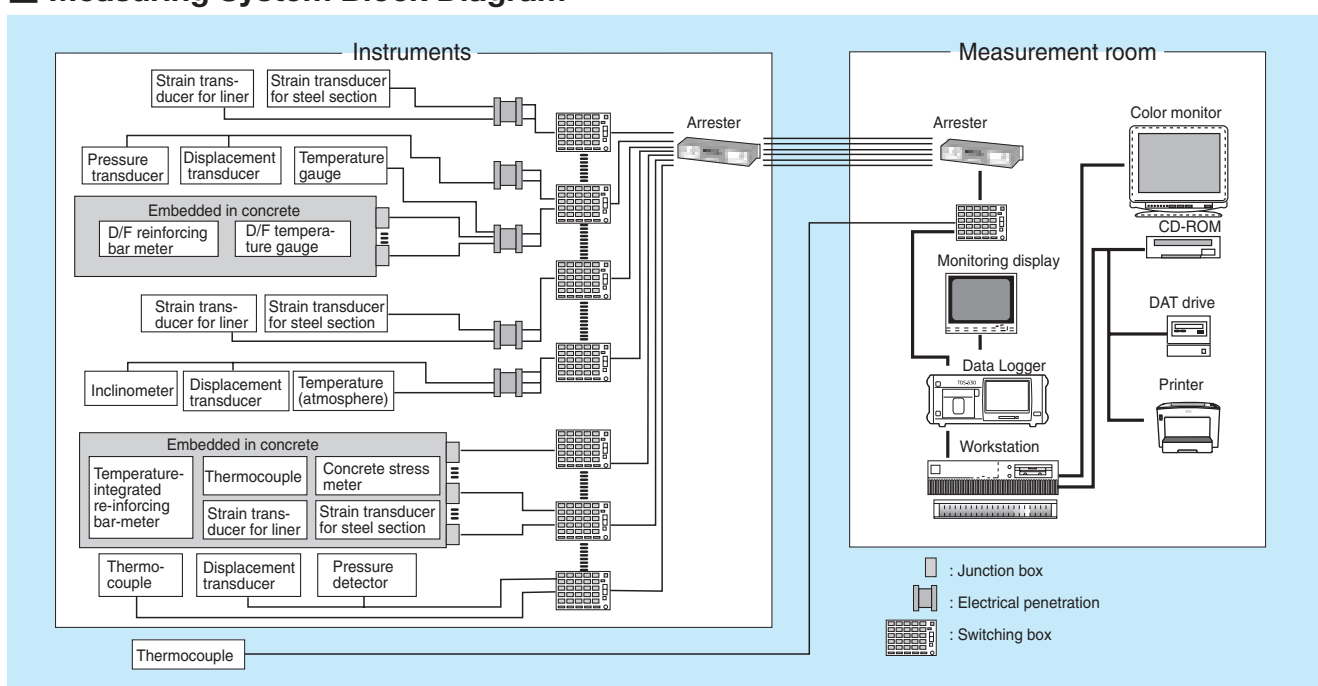 Measuring System Block Diagram
Instruments
Strain trans-
ducer for liner
Strain transducer
for steel section
Pressure
transducer
Displacement
transducer
Temperature
gauge
Embedded in concrete
D/F reinforcing
bar meter
D/F tempera-
ture gauge
Strain trans-
ducer for liner
Strain transducer
for steel section
Inclinometer
Displacement
transducer
Temperature
(atmosphere)
Embedded in concrete
Temperature-
integrated
re-inforcing
bar-meter
Thermocouple
Concrete stress
meter
Strain trans-
ducer for liner
Strain transducer
for steel section
Thermo-
couple
Displacement
transducer
Pressure
detector
Thermocouple
Arrester
Measurement room
Arrester
Color monitor
CD-ROM
Monitoring display
DAT drive
Data Logger
TDS-530
Printer
Workstation
: Junction box
: Electrical penetration
: Switching box